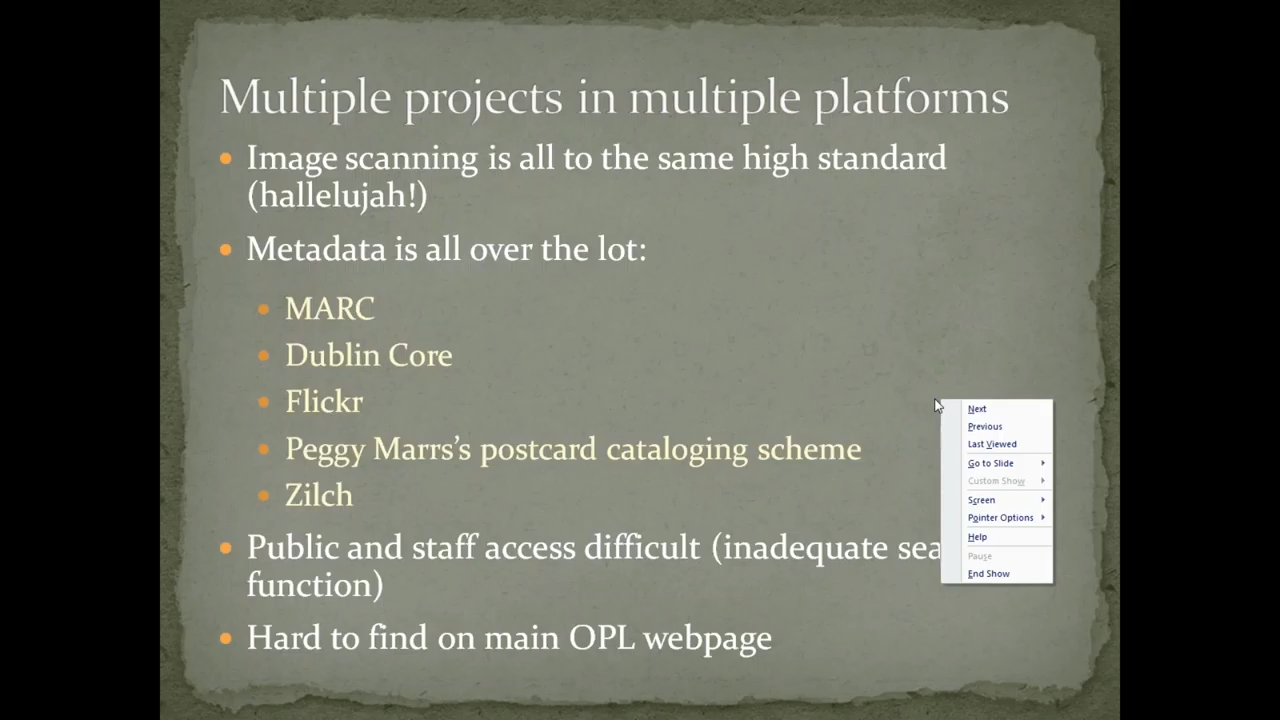 Multiple projects in multiple platforms
Image scanning is all to the same high standard
(hallelujah!)
Metadata is all over the lot:
MARC
Dublin Core
Flickr
Peggy Marrs’s postcard cataloging scheme
Zilch
Public and staff access difficult (inadequate
function)
Hard to find on main OPL webpage
Next
Previous
Last Viewed
Go to Slide
Custom Show
Screen
Pointer Options
Help
Pause
End Show